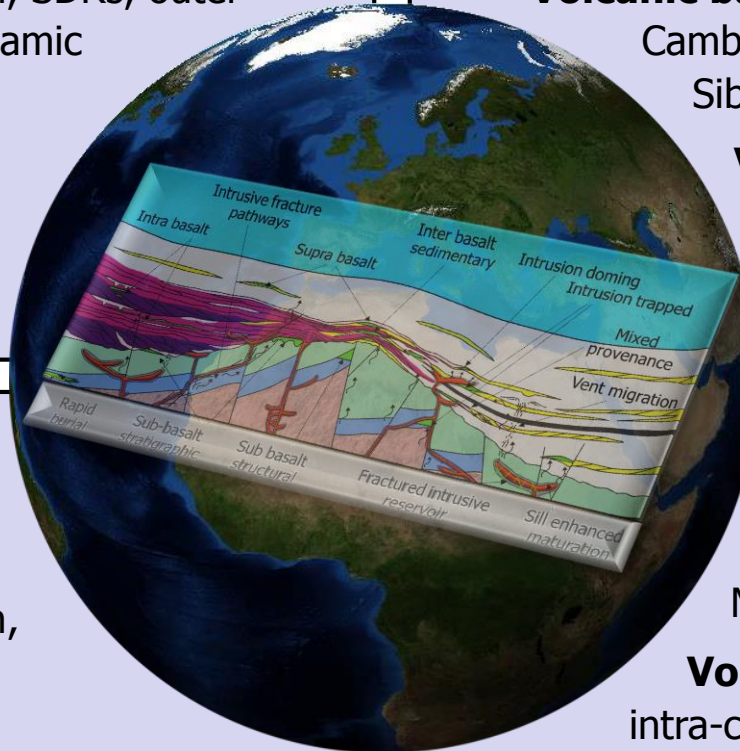 SDRs, outer
amic
Volcanic
Camb
Sib
Intrusive fracture
pathways
Intra basalt
Supra basalt
Inter basalt
sedimentary
Intrusion doming
Intrusion trapped
Mixed
provenance
Vent migration
Rapid
burial
Sub-basalt
stratigraphic
Sub basalt
structural
Fractured intrusive
reservoir
Sill enhanced
maturation
Vo
intra-c